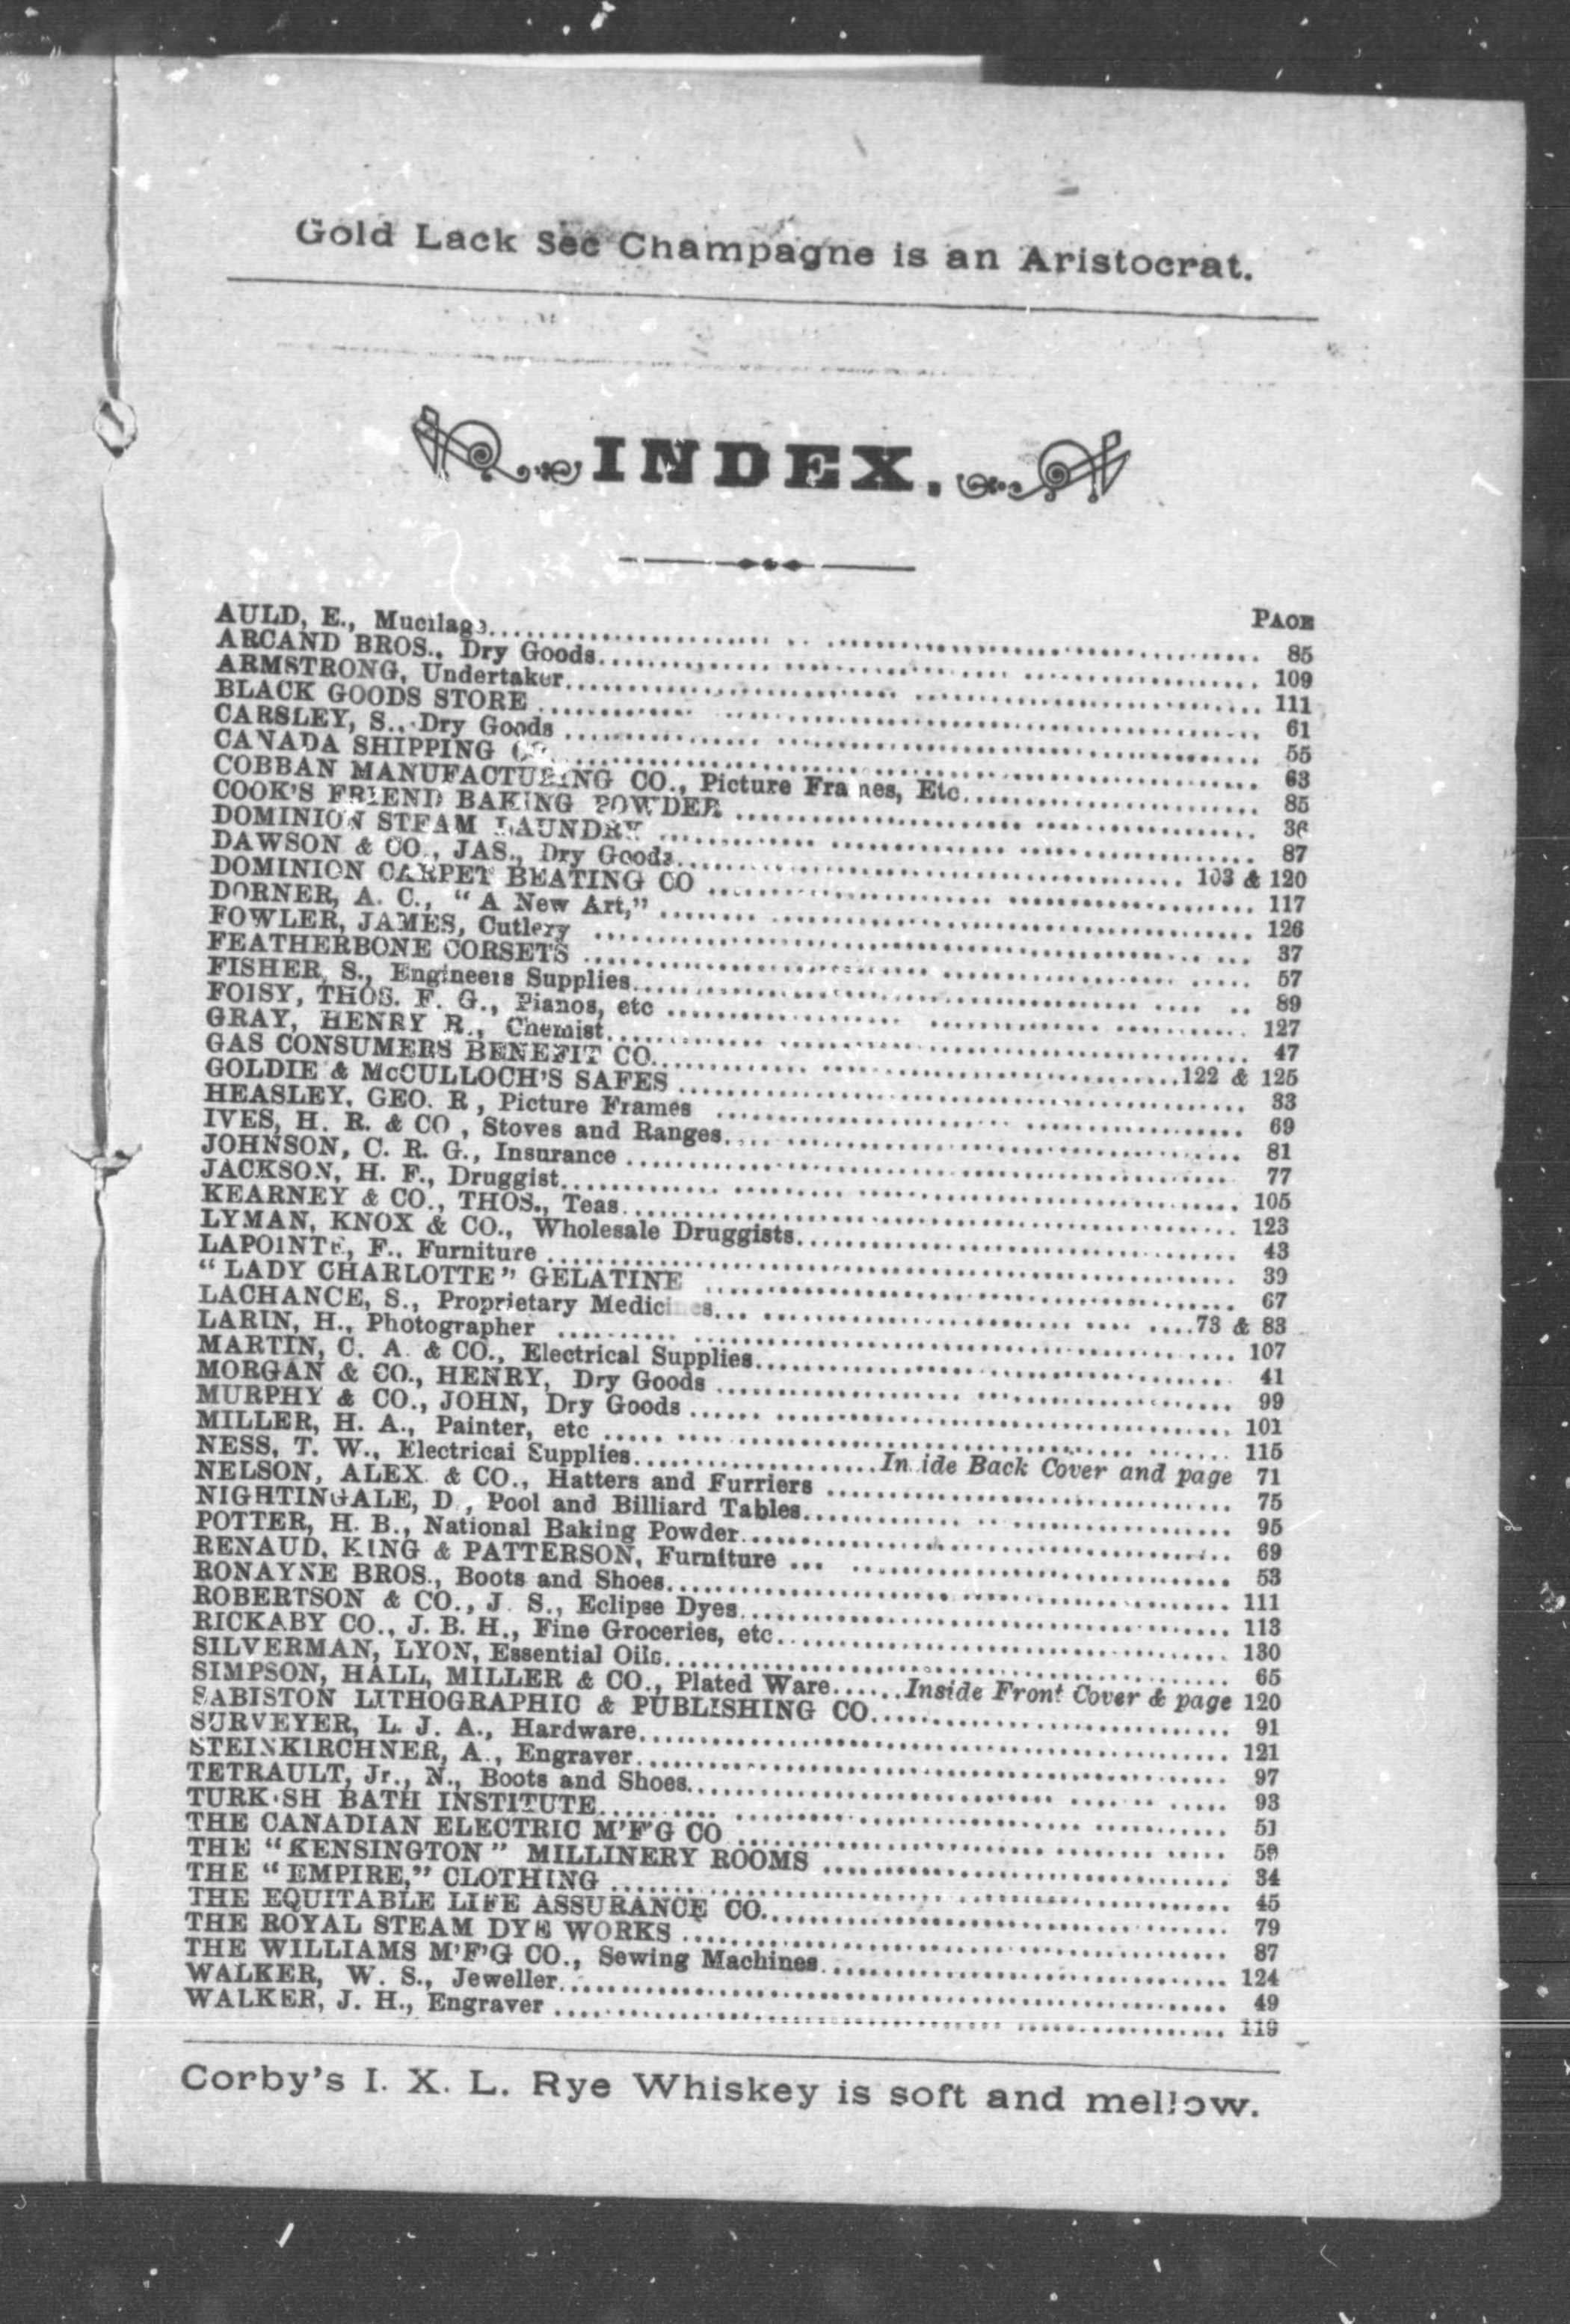 Gold Lack Sec Champagne is an Aristocrat.
INDEX.
PAGE
AULD, E., Mucilage 85
ARCAND BROS., Dry Goods 109
ARMSTRONG, Undertaker 111
BLACK GOODS STORE 61
CARSLEY, S., Dry Goods 55
CANADA SHIPPING CO. 63
COBBAN MANUFACTURING CO., Picture Frames, Etc. 85
COOK'S FRIEND BAKING POWDER 36
DOMINION STEAM LAUNDRY 87
DAWSON & CO., JAS., Dry Goods 103 & 120
DOMINION CARPET BEATING CO 117
DORNER, A. C., "A New Art," 126
FOWLER, JAMES, Cutlery 37
FEATHERBONE CORSETS 57
FISHER, S., Engineers Supplies 89
FOISY, THOS. F. G., Pianos, etc 127
GRAY, HENRY R., Chemist 47
GAS CONSUMERS BENEFIT CO. 122 & 125
GOLDIE & McCULLOCH'S SAFES 33
HEASLEY, GEO. R, Picture Frames 69
IVES, H. R. & CO, Stoves and Ranges 81
JOHNSON, C. R. G., Insurance 77
JACKSON, H. F., Druggist 105
KEARNEY & CO., THOS., Teas 123
LYMAN, KNOX & CO., Wholesale Druggists 43
LAPOINTE, F., Furniture 39
"LADY CHARLOTTE" GELATINE 67
LACHANCE, S., Proprietary Medicines 73 & 83
LARIN, H., Photographer 107
MARTIN, C. A. & CO., Electrical Supplies 41
MORGAN & CO., HENRY, Dry Goods 99
MURPHY & CO., JOHN, Dry Goods 101
MILLER, H. A., Painter, etc 115
NESS, T. W., Electrical Supplies Inside Back Cover and page 71
NELSON, ALEX. & CO., Hatters and Furriers 75
NIGHTINGALE, D., Pool and Billiard Tables 95
POTTER, H. B., National Baking Powder 69
RENAUD, KING & PATTERSON, Furniture 53
RONAYNE BROS., Boots and Shoes 111
ROBERTSON & CO., J. S., Eclipse Dyes 113
RICKABY CO., J. B. H., Fine Groceries, etc 130
SILVERMAN, LYON, Essential Oils 65
SIMPSON, HALL, MILLER & CO., Plated Ware Inside Front Cover & page 120
SABISTON LITHOGRAPHIC & PUBLISHING CO. 91
SURVEYER, L. J. A., Hardware 121
STEINKIRCHNER, A., Engraver 97
TETRAULT, Jr., N., Boots and Shoes 93
TURKISH BATH INSTITUTE 51
THE CANADIAN ELECTRIC M'F'G CO 59
THE "KENSINGTON" MILLINERY ROOMS 34
THE "EMPIRE," CLOTHING 45
THE EQUITABLE LIFE ASSURANCE CO. 79
THE ROYAL STEAM DYE WORKS 87
THE WILLIAMS M'F'G CO., Sewing Machines 124
WALKER, W. S., Jeweller 49
WALKER, J. H., Engraver 119
Corby's I. X. L. Rye Whiskey is soft and mellow.